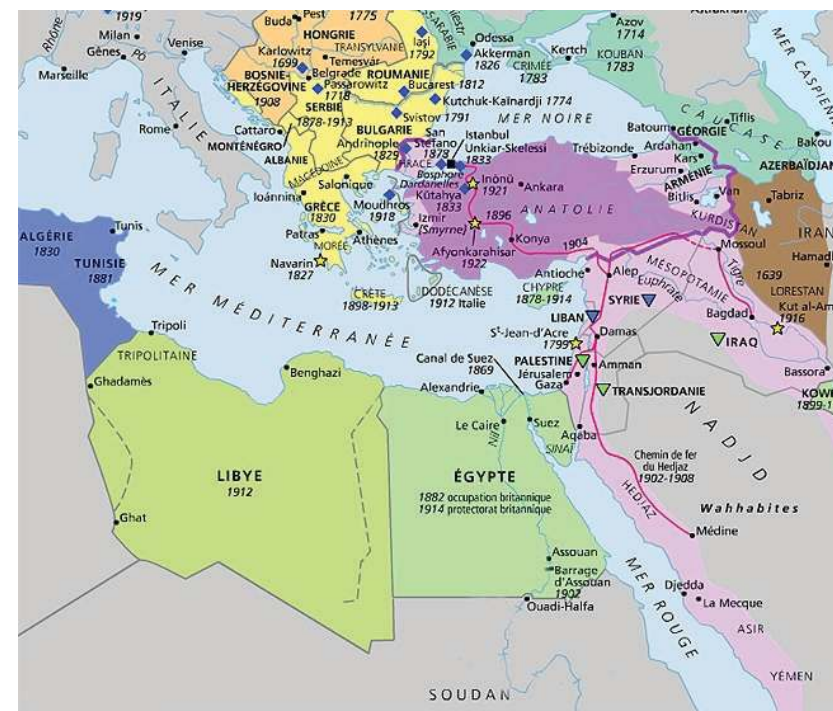 1919
Milan
Gênes
Venise
Rhône
Pô
Marseille
ITALIE
Rome
Buda
Pest
1775
HONGRIE
TRANSYLVANIE
Karlowitz
1699
Temesvár
Belgrade
BOSNIE-
HERZÉGOVINE
1908
Passarowitz
1718
SERBIE
1878-1913
Cattaro
MONTÉNÉGRO
ALBANIE
MACÉDOINE
Iaşi
1792
ROUMANIE
Bucarest 1812
Kutchuk-Kaïnardji 1774
Svistov 1791
BULGARIE
Andrinople
1829
San
Stefano
1878
THRACE
Istanbul
Unkiar-Skelessi
1833
Bosphore
Dardanelles
Odessa
Akkerman
1826
CRIMÉE
1783
Kertch
Azov
1714
KOUBAN
1783
MER NOIRE
MER CASPIENNE
CAUCASE
Tiflis
Batoum
GÉORGIE
Ardahan
Kars
Bakou
AZERBAÏDJAN
Trébizonde
Erzurum
ARMÉNIE
Van
Bitlis
KURDISTAN
Tabriz
IRAN
Hamad
1639
LORESTAN
Salonique
Ioánnina
GRÈCE
1830
Moudhros
1918
Patras
MORÉE
Athènes
Navarin
1827
CRÈTE
1898-1913
DODÉCANÈSE
1912 Italie
Kütahya
1833
Inönü
1921
Ankara
ANATOLIE
1896
Izmir
(Smyrne)
Afyonkarahisar
1922
Konya
1904
Mossoul
MÉSOPOTAMIE
Tigre
Euphrate
Antioche
Alep
CHYPRE
1878-1914
SYRIE
LIBAN
St-Jean-d'Acre
1799
Damas
Bagdad
Kut al-Am
1916
IRAQ
Bassora
KOWE
1899-1
PALESTINE
Jérusalem
Gaza
Amman
TRANSJORDANIE
Canal de Suez
1869
Alexandrie
Le Caire
Nil
Suez
SINAÏ
Aqaba
NADJD
Chemin de fer
du Hedjaz
1902-1908
HEDJAZ
Wahhabites
Médine
Djedda
La Mecque
ASIR
YÉMEN
MER ROUGE
ALGÉRIE
1830
Tunis
TUNISIE
1881
MER MÉDITERRANÉE
Tripoli
TRIPOLITAINE
Ghadamès
Benghazi
LIBYE
1912
Ghat
ÉGYPTE
1882 occupation britannique
1914 protectorat britannique
Assouan
Barrage
d'Assouan
1902
Ouadi-Halfa
SOUDAN